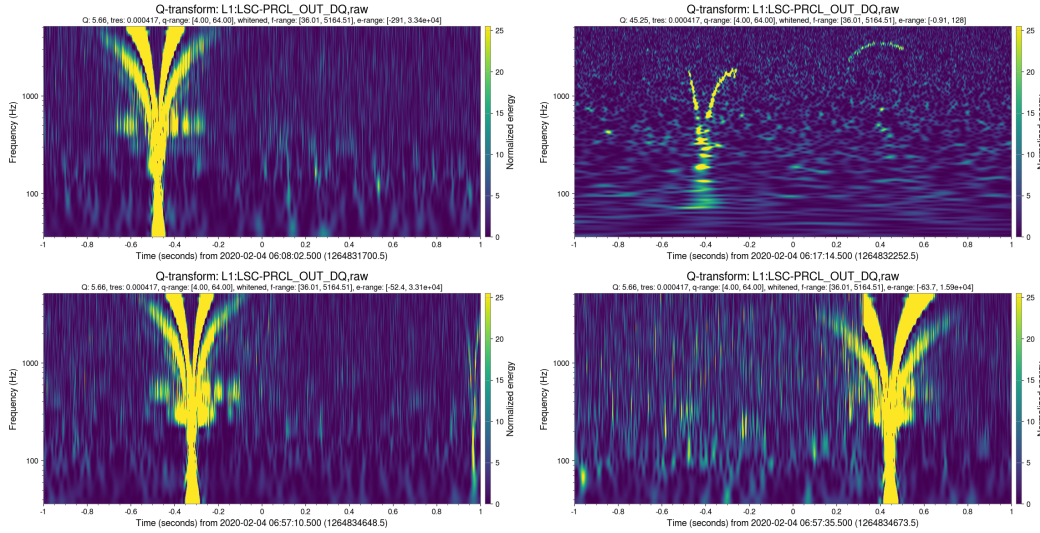 Q-transform: L1:LSC-PRCL_OUT_DQ,raw
Q: 5.66, tres: 0.000417, q-range: [4.00, 64.00], whitened, f-range: [36.01, 5164.51], e-range: [-291, 3.34e+04]
Frequency (Hz)
1000
100
-1 -0.8 -0.6 -0.4 -0.2 0 0.2 0.4 0.6 0.8 1
Time (seconds) from 2020-02-04 06:08:02.500 (1264831700.5)
25
20
15
10
5
0
Normalized energy
Q-transform: L1:LSC-PRCL_OUT_DQ,raw
Q: 45.25, tres: 0.000417, q-range: [4.00, 64.00], whitened, f-range: [36.01, 5164.51], e-range: [-0.91, 128]
Frequency (Hz)
1000
100
-1 -0.8 -0.6 -0.4 -0.2 0 0.2 0.4 0.6 0.8 1
Time (seconds) from 2020-02-04 06:17:14.500 (1264832252.5)
25
20
15
10
5
0
Normalized energy
Q-transform: L1:LSC-PRCL_OUT_DQ,raw
Q: 5.66, tres: 0.000417, q-range: [4.00, 64.00], whitened, f-range: [36.01, 5164.51], e-range: [-52.4, 3.31e+04]
Frequency (Hz)
1000
100
-1 -0.8 -0.6 -0.4 -0.2 0 0.2 0.4 0.6 0.8 1
Time (seconds) from 2020-02-04 06:57:10.500 (1264834648.5)
25
20
15
10
5
0
Normalized energy
Q-transform: L1:LSC-PRCL_OUT_DQ,raw
Q: 5.66, tres: 0.000417, q-range: [4.00, 64.00], whitened, f-range: [36.01, 5164.51], e-range: [-63.7, 1.59e+04]
Frequency (Hz)
1000
100
-1 -0.8 -0.6 -0.4 -0.2 0 0.2 0.4 0.6 0.8 1
Time (seconds) from 2020-02-04 06:57:35.500 (1264834673.5)
25
20
15
10
5
0
Normalized energy